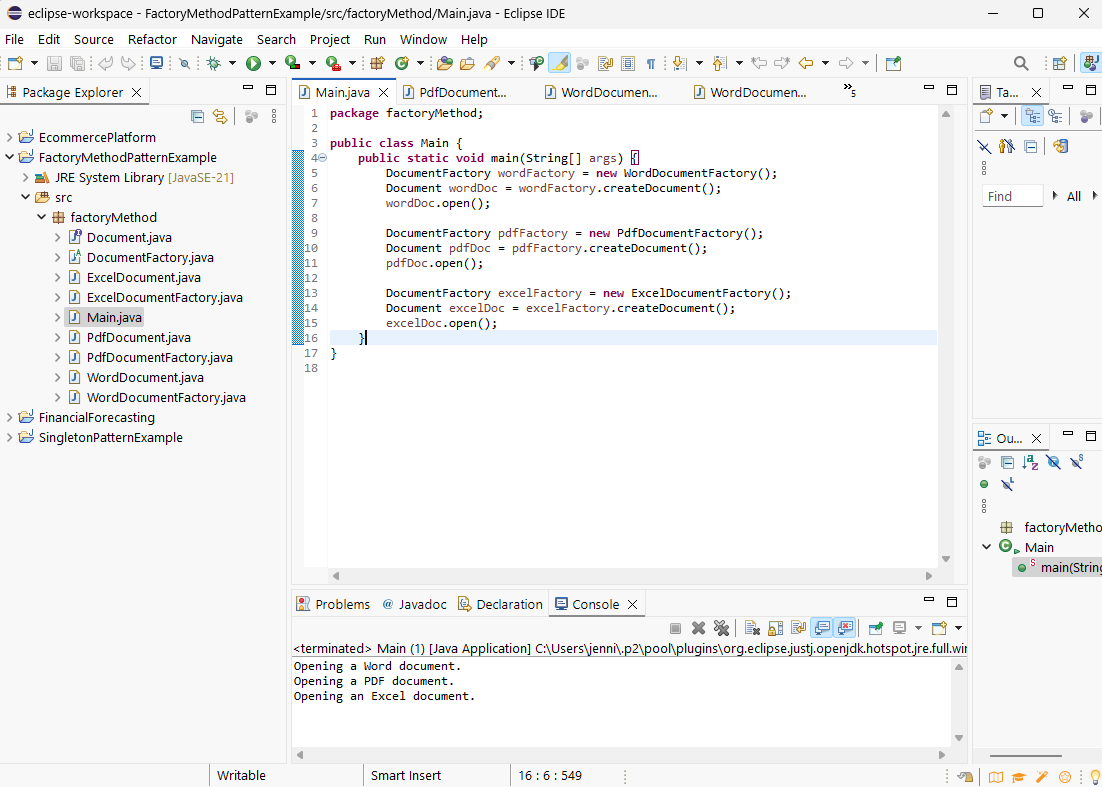 eclipse-workspace - FactoryMethodPatternExample/src/factoryMethod/Main.java - Eclipse IDE
File Edit Source Refactor Navigate Search Project Run Window Help
Package Explorer
EcommercePlatform
FactoryMethodPatternExample
JRE System Library [JavaSE-21]
src
factoryMethod
Document.java
DocumentFactory.java
ExcelDocument.java
ExcelDocumentFactory.java
Main.java
PdfDocument.java
PdfDocumentFactory.java
WordDocument.java
WordDocumentFactory.java
FinancialForecasting
SingletonPatternExample
Main.java PdfDocument... WordDocumen... WordDocumen... »5
1 package factoryMethod;
2
3 public class Main {
4 public static void main(String[] args) {
5 DocumentFactory wordFactory = new WordDocumentFactory();
6 Document wordDoc = wordFactory.createDocument();
7 wordDoc.open();
8
9 DocumentFactory pdfFactory = new PdfDocumentFactory();
10 Document pdfDoc = pdfFactory.createDocument();
11 pdfDoc.open();
12
13 DocumentFactory excelFactory = new ExcelDocumentFactory();
14 Document excelDoc = excelFactory.createDocument();
15 excelDoc.open();
16 }
17 }
18
Problems @ Javadoc Declaration Console
<terminated> Main (1) [Java Application] C:\Users\jenni\.p2\pool\plugins\org.eclipse.justj.openjdk.hotspot.jre.full.wir
Opening a Word document.
Opening a PDF document.
Opening an Excel document.
Ta...
Find All
Ou...
factoryMetho
Main
main(String
Writable Smart Insert 16 : 6 : 549